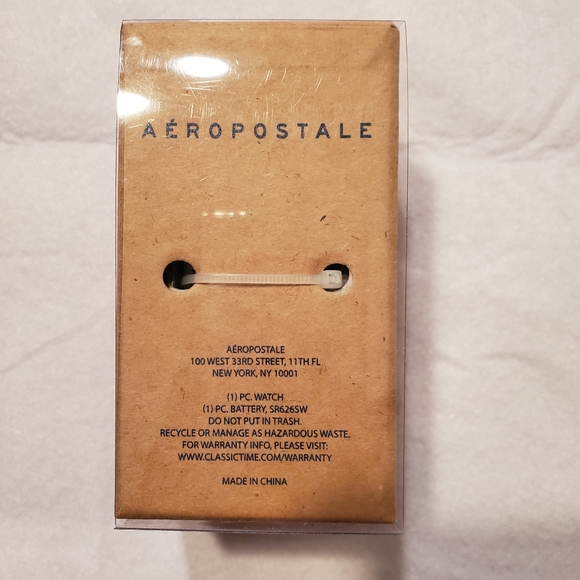 AÉROPOSTALE
AÉROPOSTALE
100 WEST 33RD STREET, 11TH FL
NEW YORK, NY 10001
(1) PC. WATCH
(1) PC. BATTERY, SR626SW
DO NOT PUT IN TRASH.
RECYCLE OR MANAGE AS HAZARDOUS WASTE.
FOR WARRANTY INFO, PLEASE VISIT:
WWW.CLASSICTIME.COM/WARRANTY
MADE IN CHINA